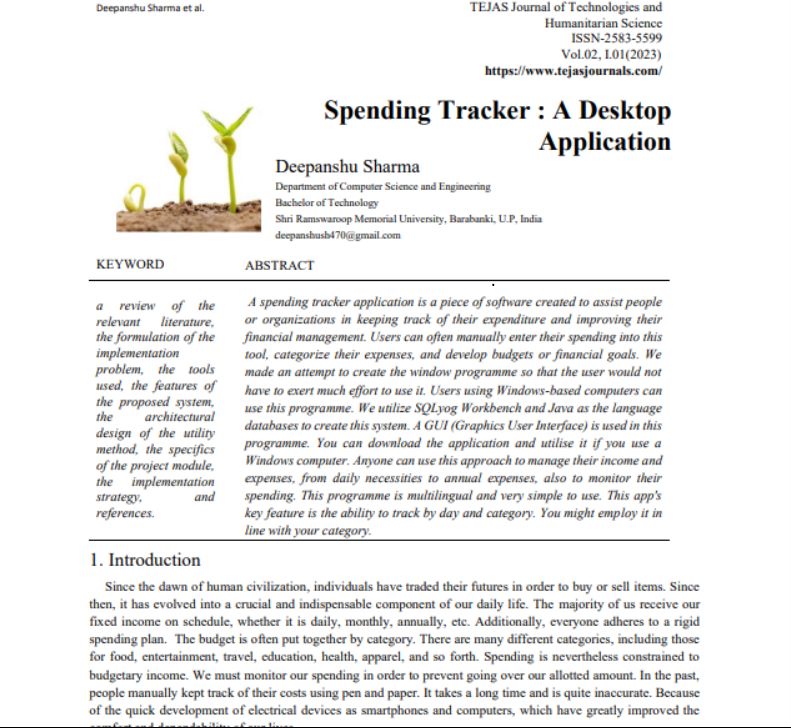 Deepanshu Sharma et al.
TEJAS Journal of Technologies and
Humanitarian Science
ISSN-2583-5599
Vol.02, I.01(2023)
https://www.tejasjournals.com/
Spending Tracker : A Desktop
Application
Deepanshu Sharma
Department of Computer Science and Engineering
Bachelor of Technology
Shri Ramswaroop Memorial University, Barabanki, U.P, India
deepanshusb470@gmail.com
KEYWORD
a review of the
relevant literature,
the formulation of the
implementation
problem, the tools
used, the features of
the proposed system,
the architectural
design of the utility
method, the specifics
of the project module,
the implementation
strategy, and
references.
ABSTRACT
A spending tracker application is a piece of software created to assist people
or organizations in keeping track of their expenditure and improving their
financial management. Users can often manually enter their spending into this
tool, categorize their expenses, and develop budgets or financial goals. We
made an attempt to create the window programme so that the user would not
have to exert much effort to use it. Users using Windows-based computers can
use this programme. We utilize SQLyog Workbench and Java as the language
databases to create this system. A GUI (Graphics User Interface) is used in this
programme. You can download the application and utilise it if you use a
Windows computer. Anyone can use this approach to manage their income and
expenses, from daily necessities to annual expenses, also to monitor their
spending. This programme is multilingual and very simple to use. This app's
key feature is the ability to track by day and category. You might employ it in
line with your category.
1. Introduction
Since the dawn of human civilization, individuals have traded their futures in order to buy or sell items. Since
then, it has evolved into a crucial and indispensable component of our daily life. The majority of us receive our
fixed income on schedule, whether it is daily, monthly, annually, etc. Additionally, everyone adheres to a rigid
spending plan. The budget is often put together by category. There are many different categories, including those
for food, entertainment, travel, education, health, apparel, and so forth. Spending is nevertheless constrained to
budgetary income. We must monitor our spending in order to prevent going over our allotted amount. In the past,
people manually kept track of their costs using pen and paper. It takes a long time and is quite inaccurate. Because
of the quick development of electrical devices as smartphones and computers, which have greatly improved the